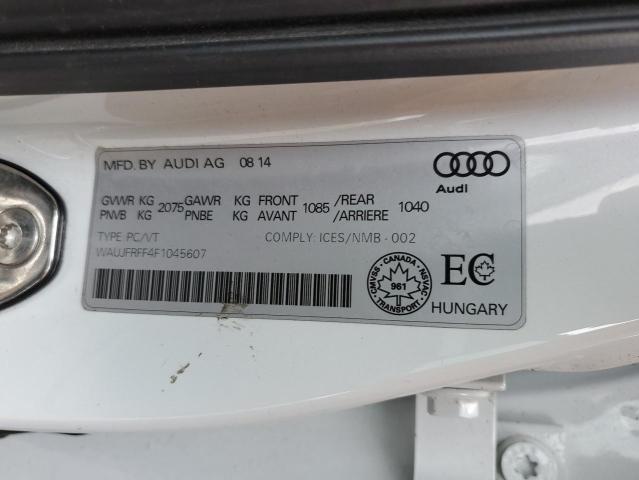 MFD. BY AUDI AG 08 14
Audi
GVWR KG 2075 GAWR KG FRONT 1085 /REAR 1040
PNVB KG PNBE KG AVANT /ARRIERE
TYPE: PC/VT COMPLY: ICES/NMB - 002
WAUJFRFF4F1045607
CMVSS - CANADA - NSVAC
961
TRANSPORT
EC
HUNGARY